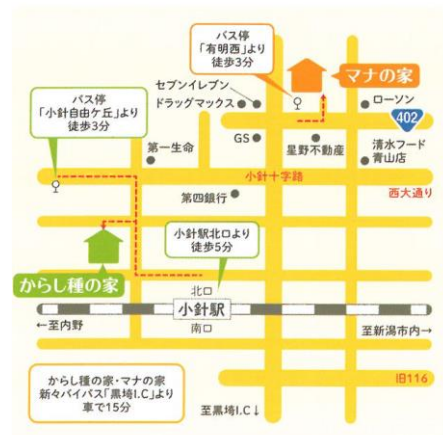 バス停
「有明西」より
徒歩3分
マナの家
セブンイレブン
ドラッグマックス
ローソン
402
バス停
「小針自由ケ丘」より
徒歩3分
GS
星野不動産
清水フード
青山店
第一生命
小針十字路
西大通り
第四銀行
小針駅北口より
徒歩5分
からし種の家
北口
小針駅
南口
←至内野
至新潟市内→
からし種の家・マナの家
新々バイパス「黒埼I.C」より
車で15分
旧116
至黒埼I.C↓